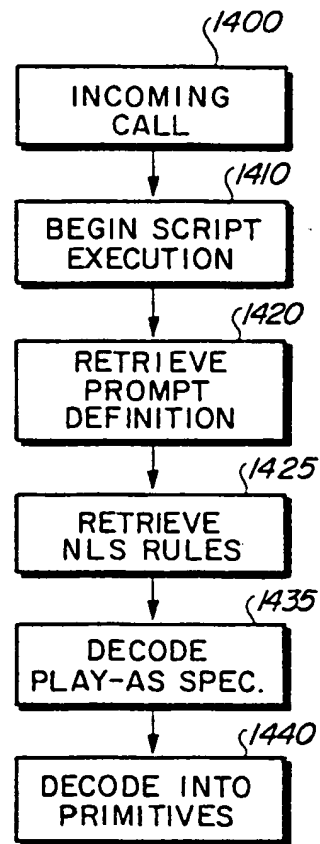 1400
INCOMING
CALL
1410
BEGIN SCRIPT
EXECUTION
1420
RETRIEVE
PROMPT
DEFINITION
1425
RETRIEVE
NLS RULES
1435
DECODE
PLAY-AS SPEC.
1440
DECODE INTO
PRIMITIVES